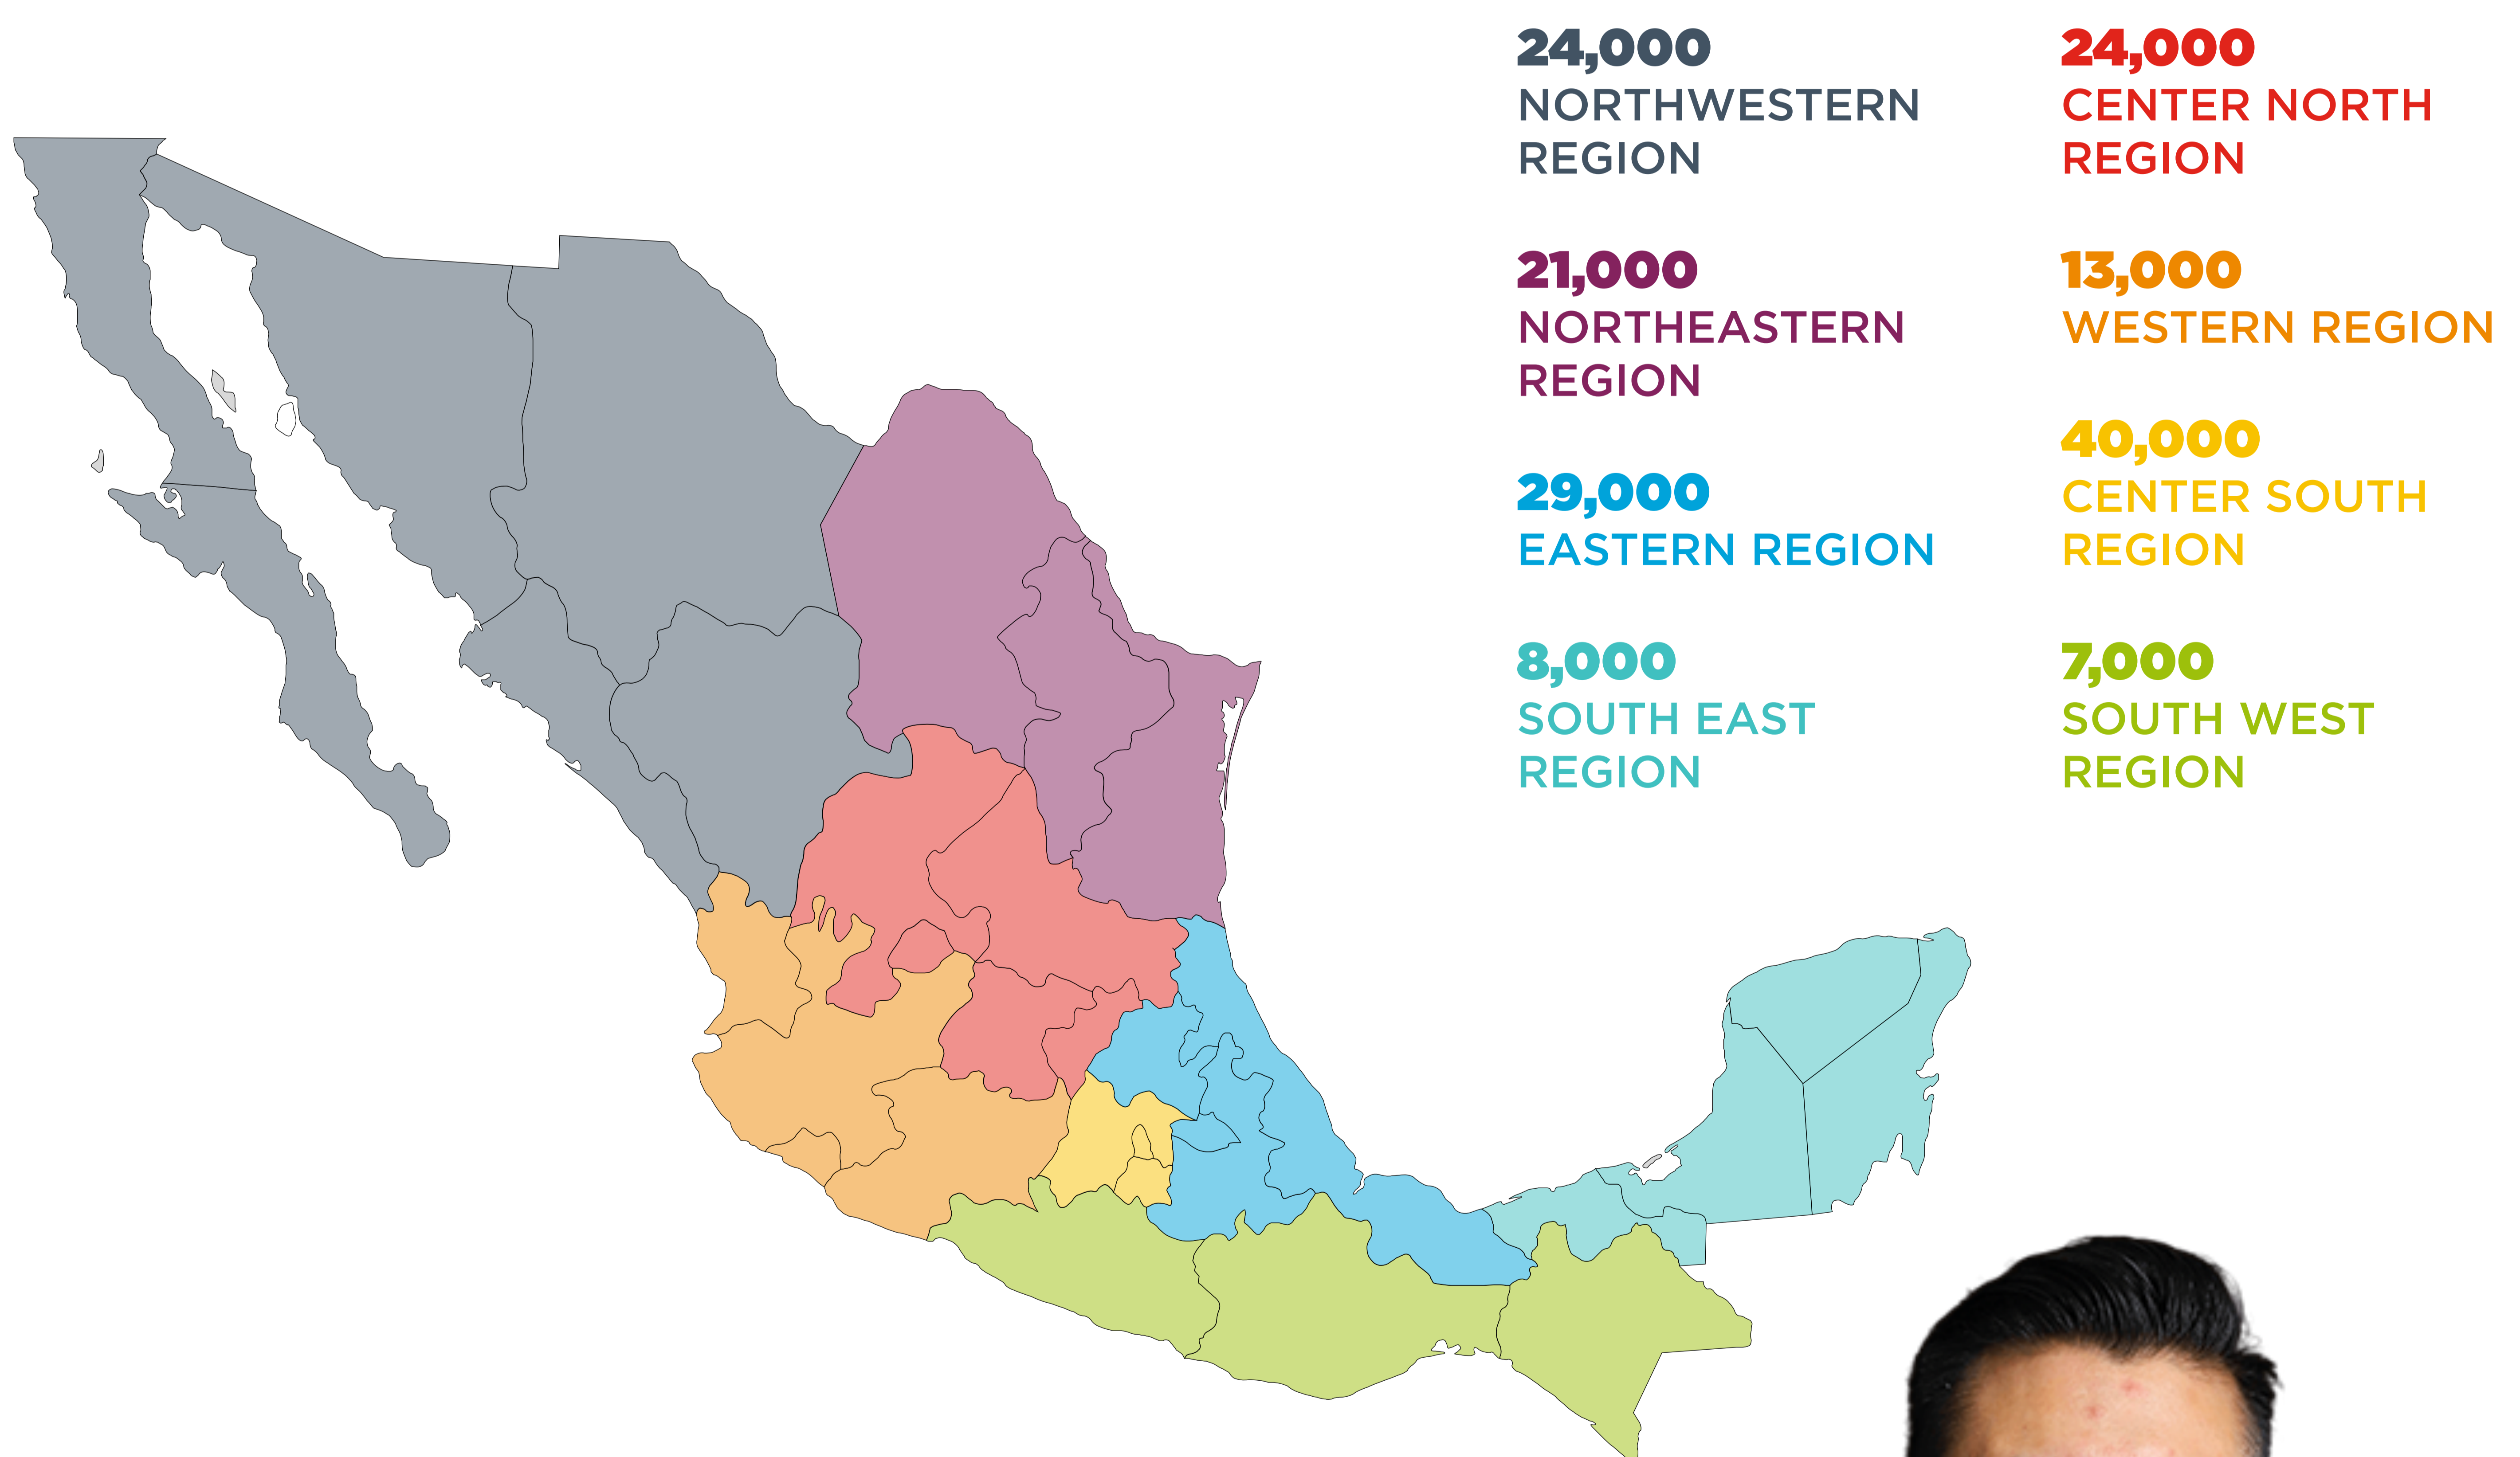 24,000
NORTHWESTERN
REGION
21,000
NORTHEASTERN
REGION
29,000
EASTERN REGION
8,000
SOUTH EAST
REGION
24,000
CENTER NORTH
REGION
13,000
WESTERN REGION
40,000
CENTER SOUTH
REGION
7,000
SOUTH WEST
REGION